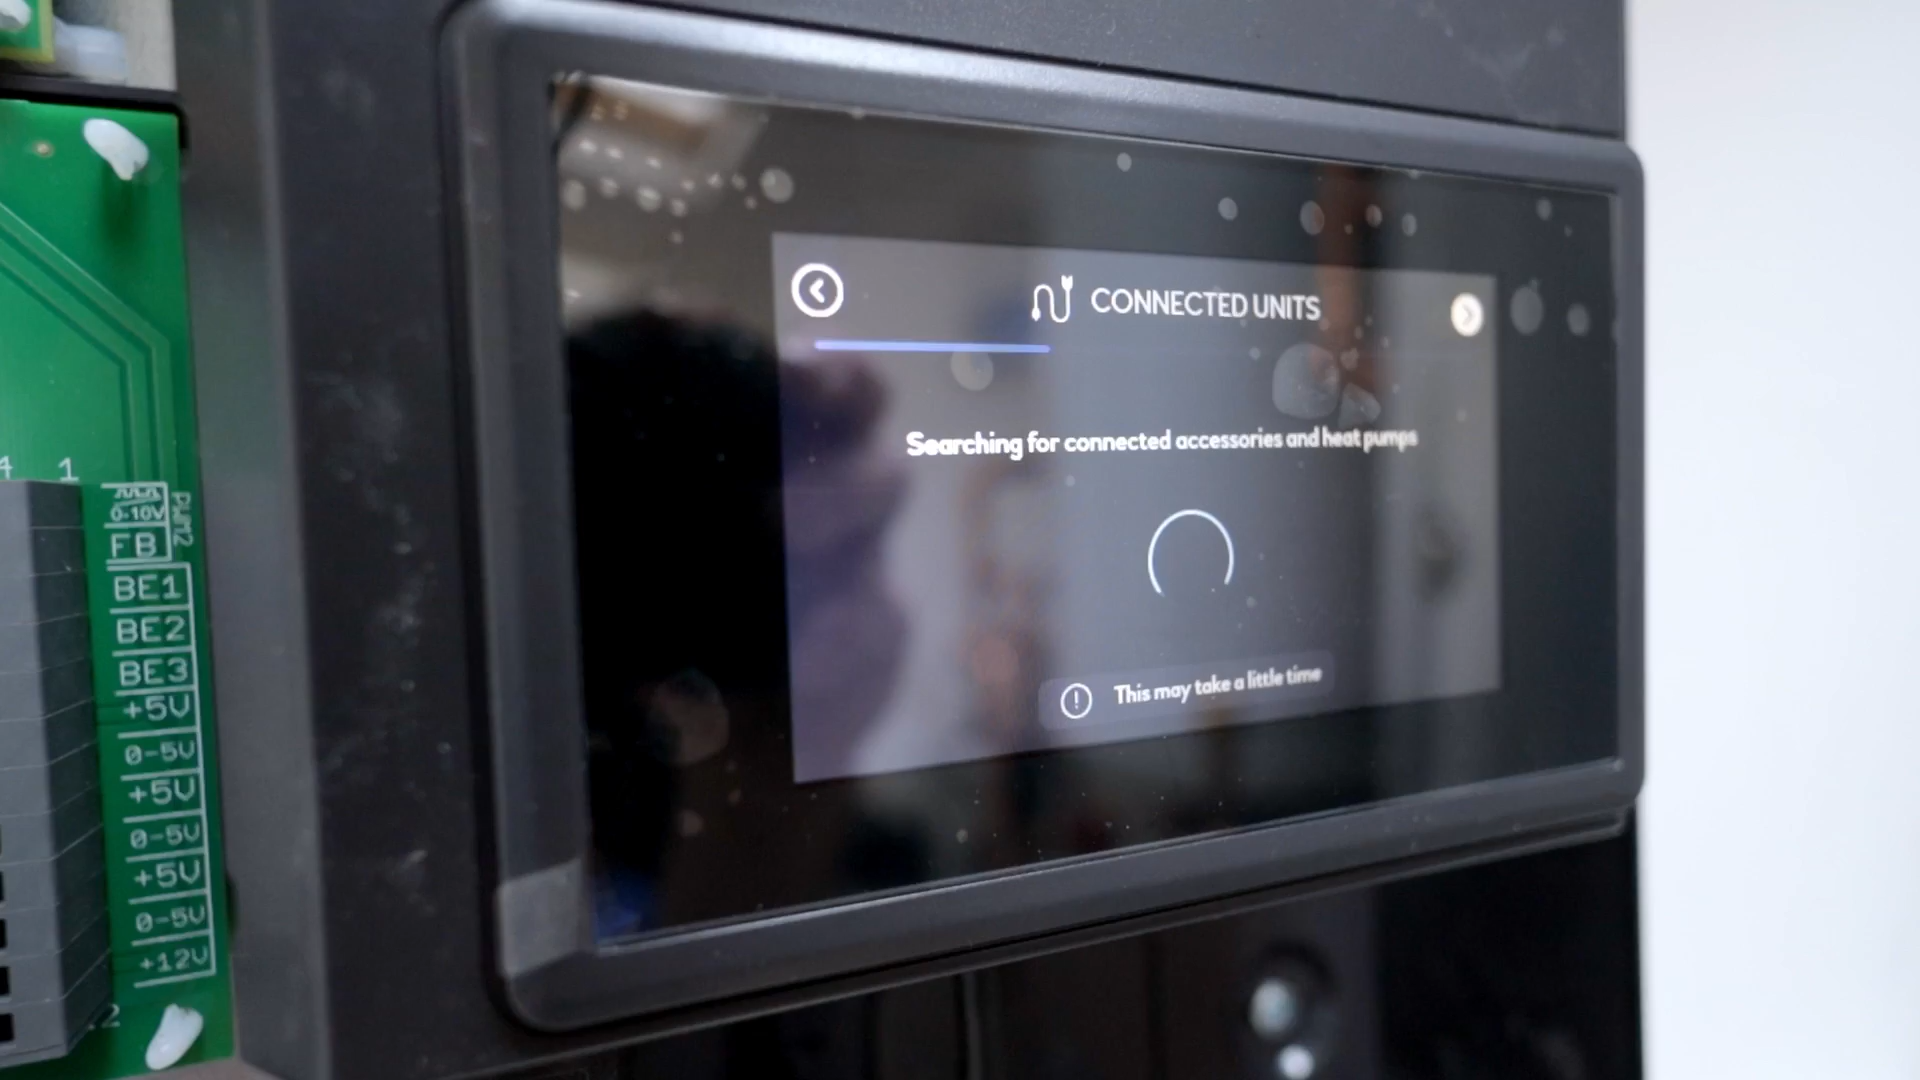 CONNECTED UNITS
Searching for connected accessories and heat pumps
This may take a little time
4 1
0-10V
FB
PWM2
BE1
BE2
BE3
+5V
0-5V
+5V
0-5V
+5V
0-5V
+12V